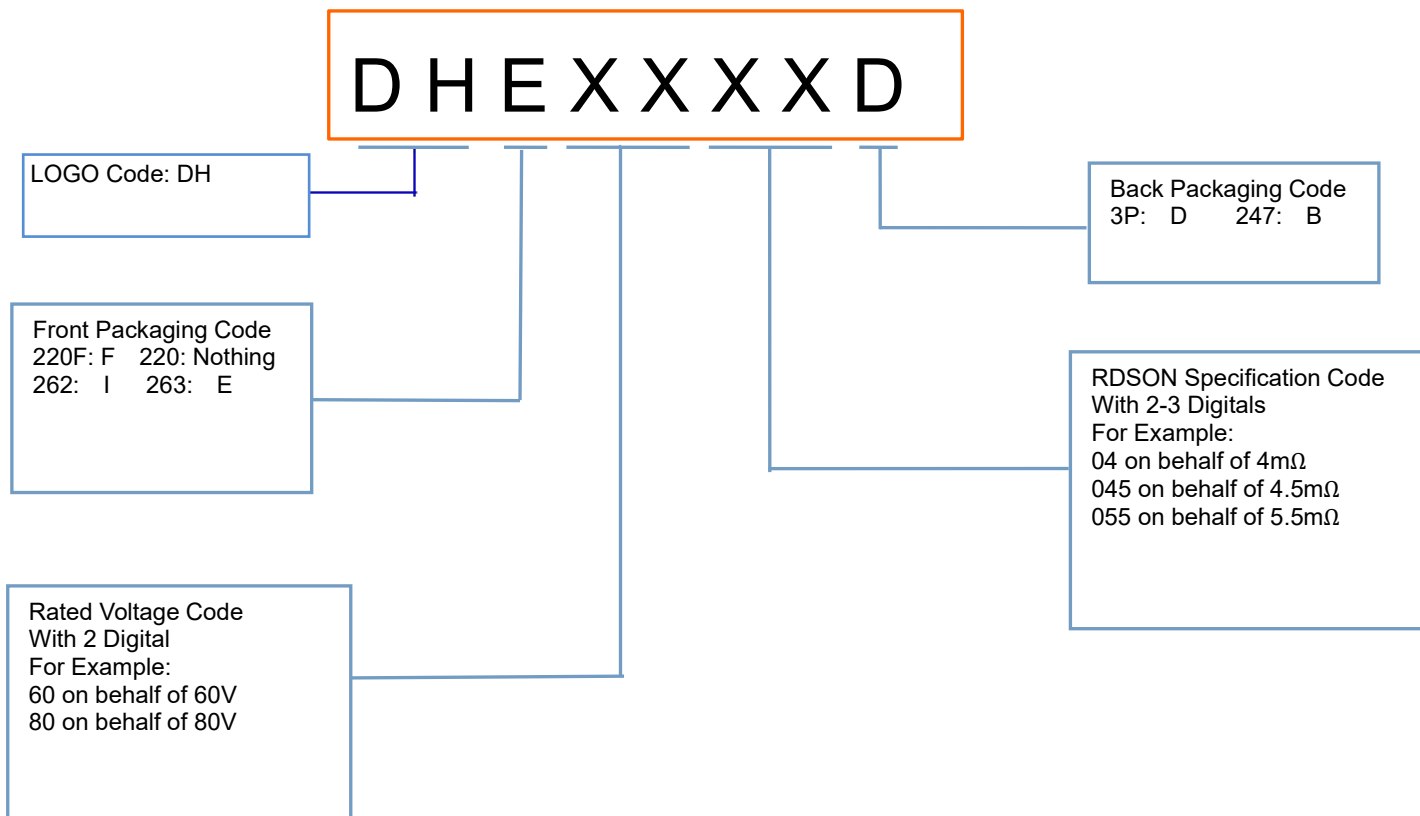 D H E X X X X D
LOGO Code: DH
Back Packaging Code
3P: D 247: B
Front Packaging Code
220F: F 220: Nothing
262: I 263: E
RDSON Specification Code
With 2-3 Digitals
For Example:
04 on behalf of 4mΩ
045 on behalf of 4.5mΩ
055 on behalf of 5.5mΩ
Rated Voltage Code
With 2 Digital
For Example:
60 on behalf of 60V
80 on behalf of 80V